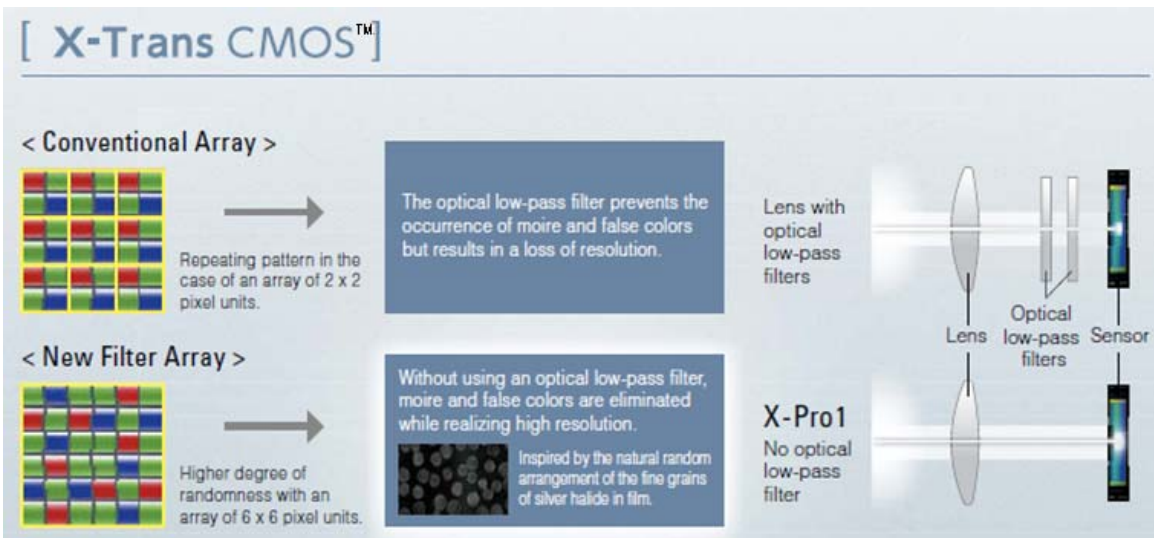 [ X-Trans CMOS™]
< Conventional Array >
Repeating pattern in the
case of an array of 2 x 2
pixel units.
The optical low-pass filter prevents the
occurrence of moire and false colors
but results in a loss of resolution.
Lens with
optical
low-pass
filters
Lens
Optical
low-pass
filters
Sensor
< New Filter Array >
Higher degree of
randomness with an
array of 6 x 6 pixel units.
Without using an optical low-pass filter,
moire and false colors are eliminated
while realizing high resolution.
Inspired by the natural random
arrangement of the fine grains
of silver halide in film.
X-Pro1
No optical
low-pass
filter